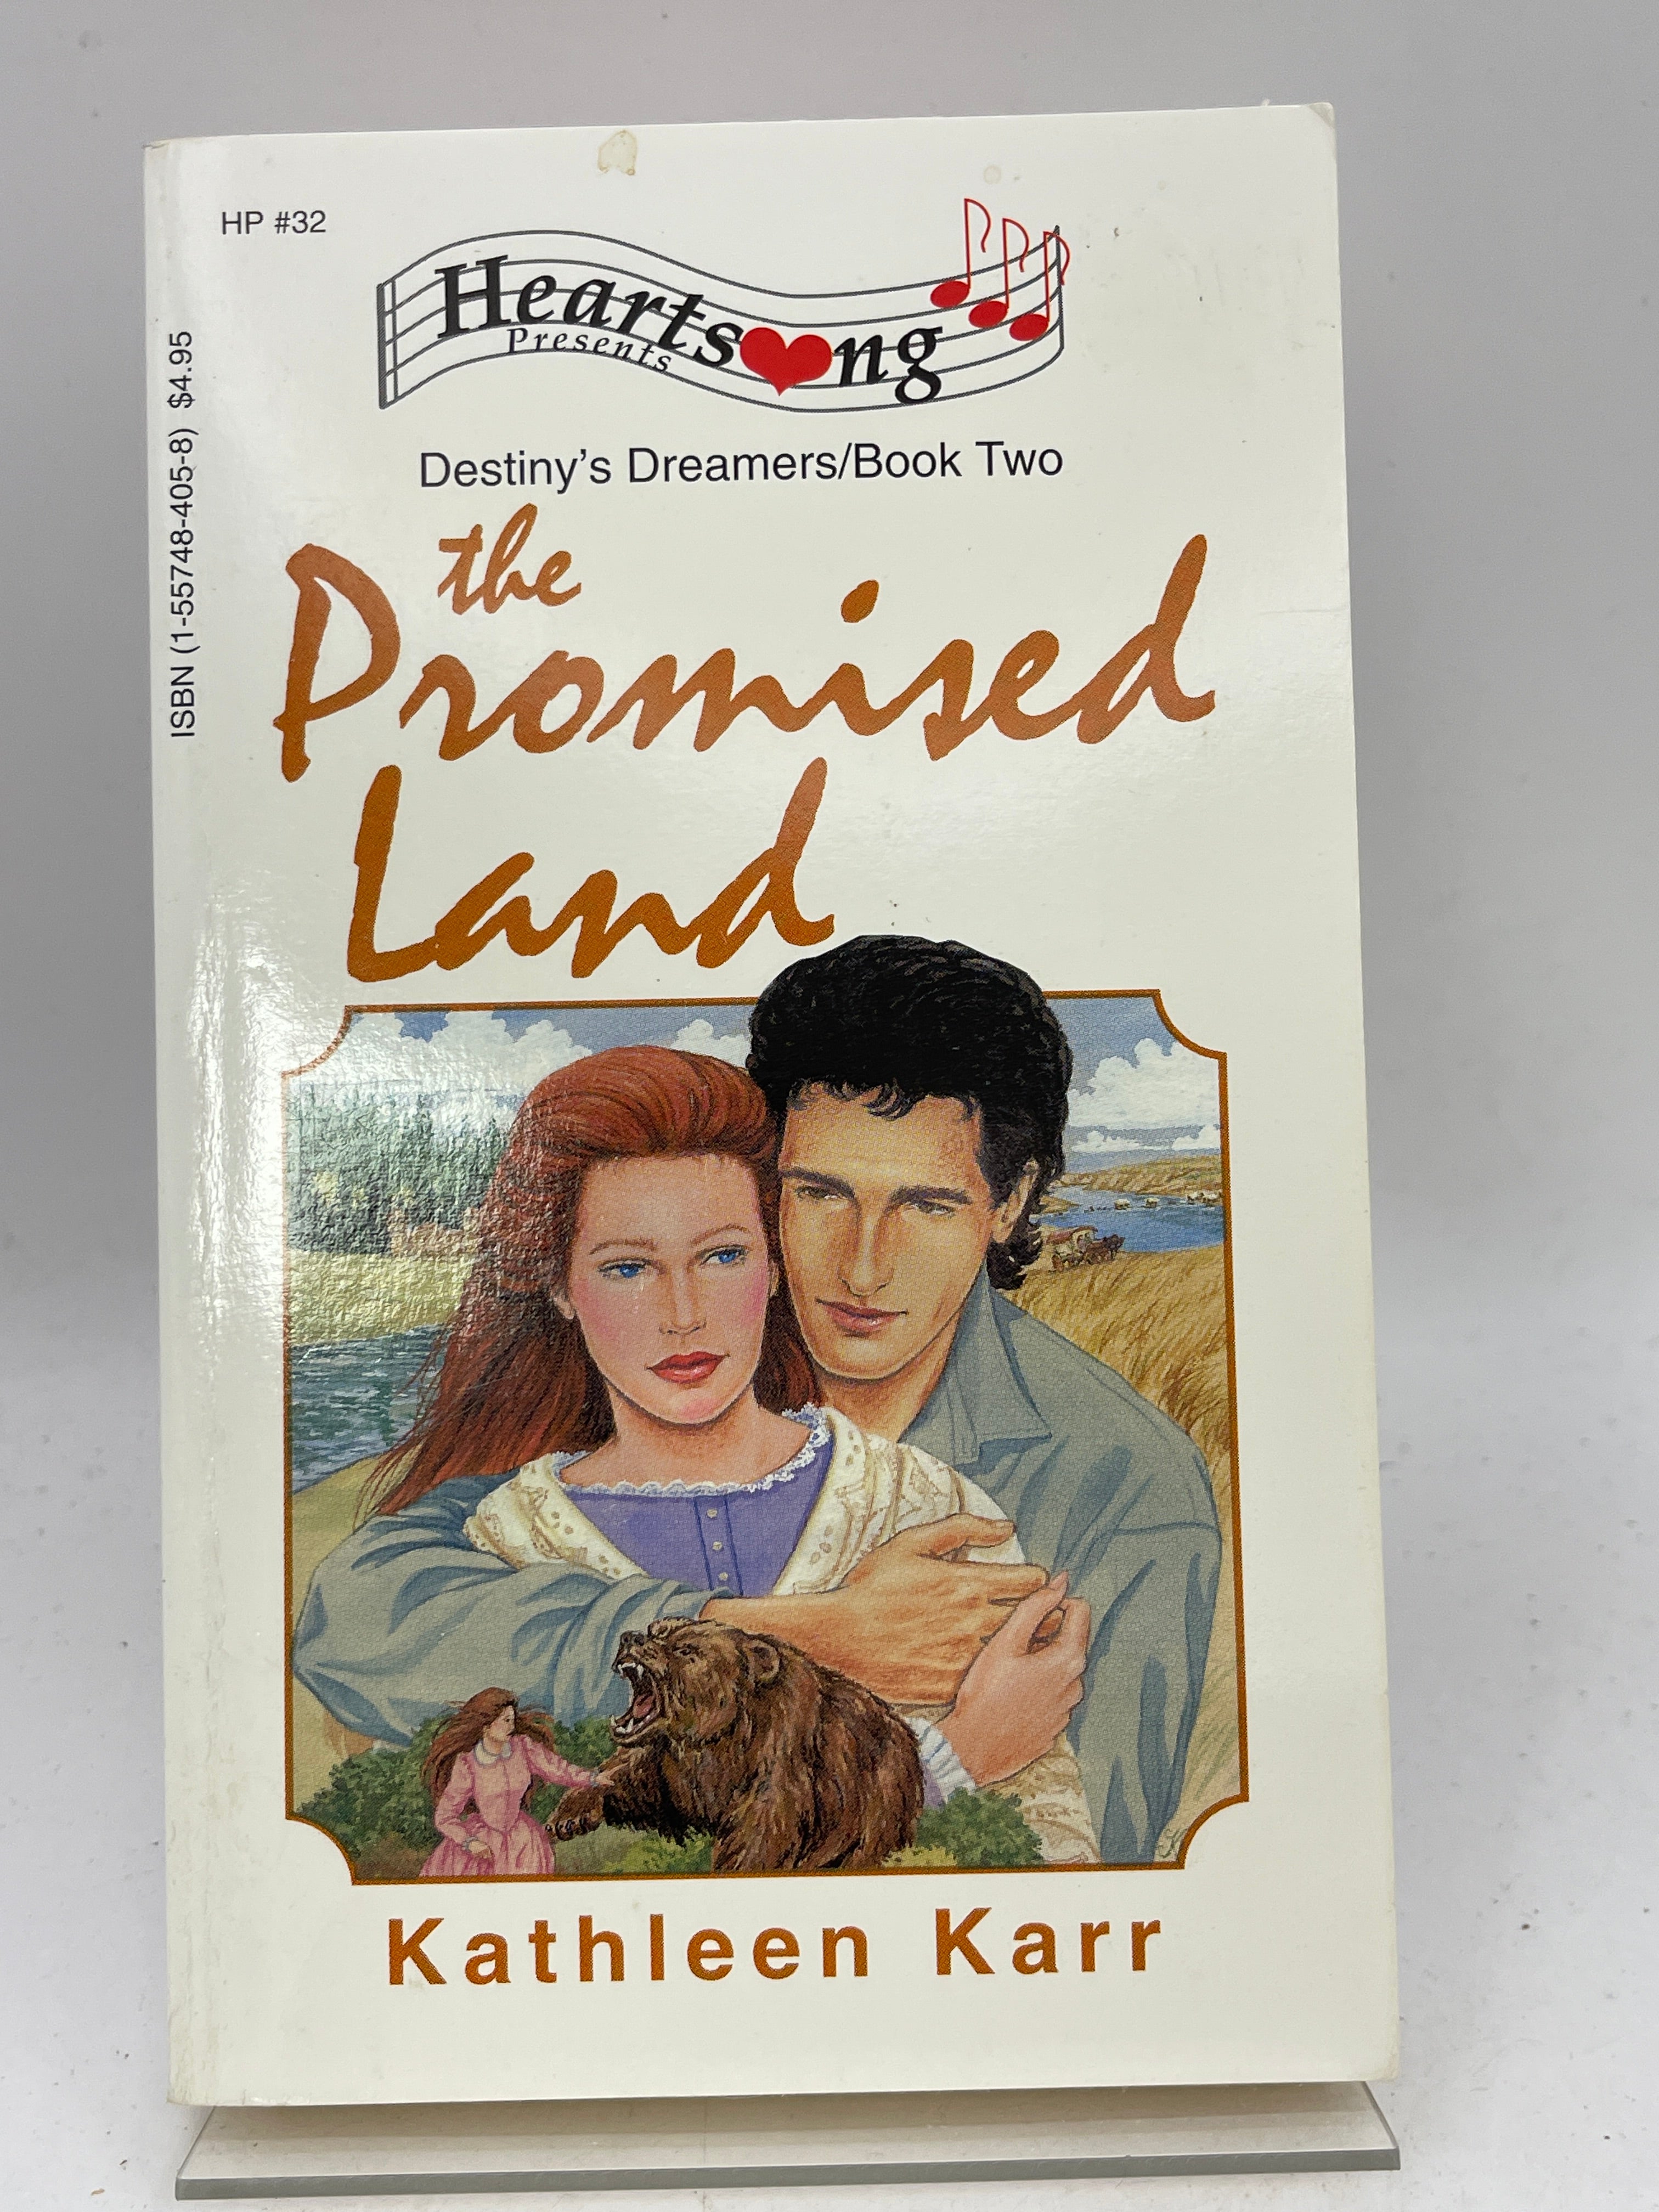 HP #32
Heartsong
Presents
ISBN (1-55748-405-8) $4.95
Destiny's Dreamers/Book Two
the
Promised
Land
Kathleen Karr